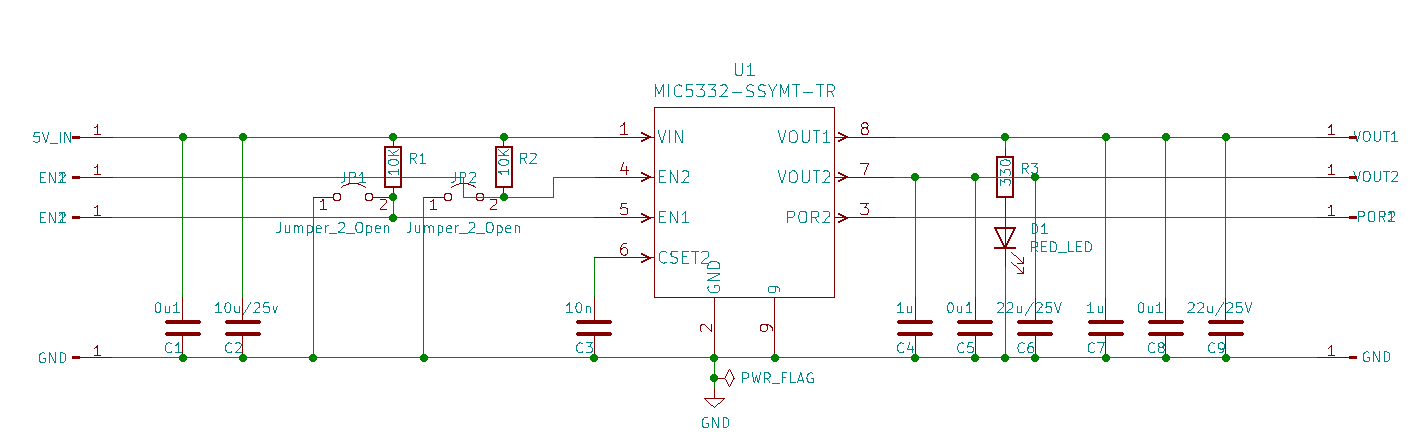 U1
MIC5332-SSYMT-TR
5V_IN 1 1 VIN VOUT1 8 1 VOUT1
10K R1 10K R2 330 R3
1 JP1 JP2 4 EN2 VOUT2 7 1 VOUT2
1 2 1 2
1 5 EN1 POR2 3 1
Jumper_2_Open Jumper_2_Open D1
RED_LED
6 CSET2
GND 9
0u1 10u/25v 10n 1u 0u1 22u/25V 1u 0u1 22u/25V
2 9
C1 C2 C3 C4 C5 C6 C7 C8 C9
GND 1 1 GND
PWR_FLAG
GND